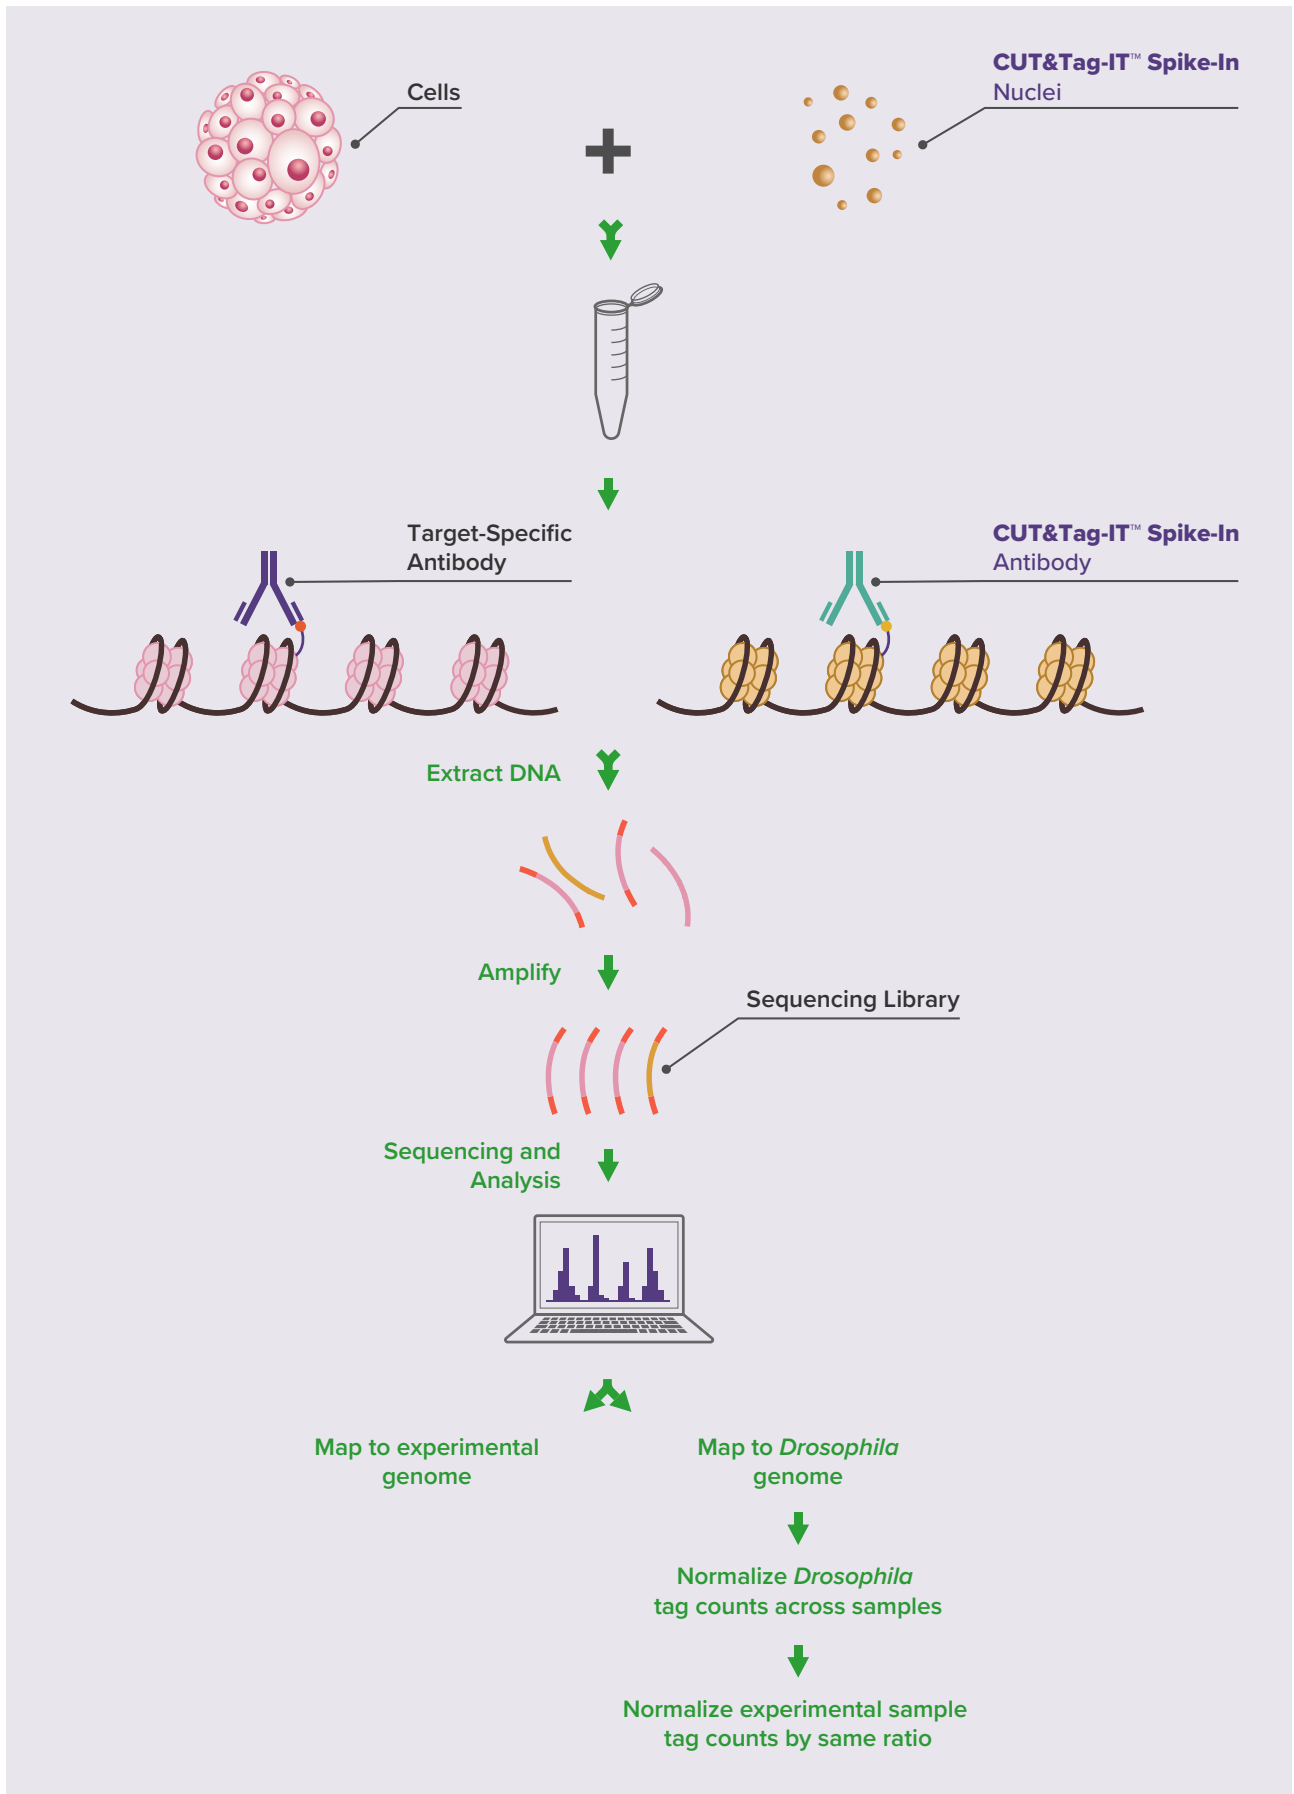 Cells
CUT&Tag-IT™ Spike-In
Nuclei
Target-Specific
Antibody
CUT&Tag-IT™ Spike-In
Antibody
Extract DNA
Amplify
Sequencing Library
Sequencing and
Analysis
Map to experimental
genome
Map to Drosophila
genome
Normalize Drosophila
tag counts across samples
Normalize experimental sample
tag counts by same ratio